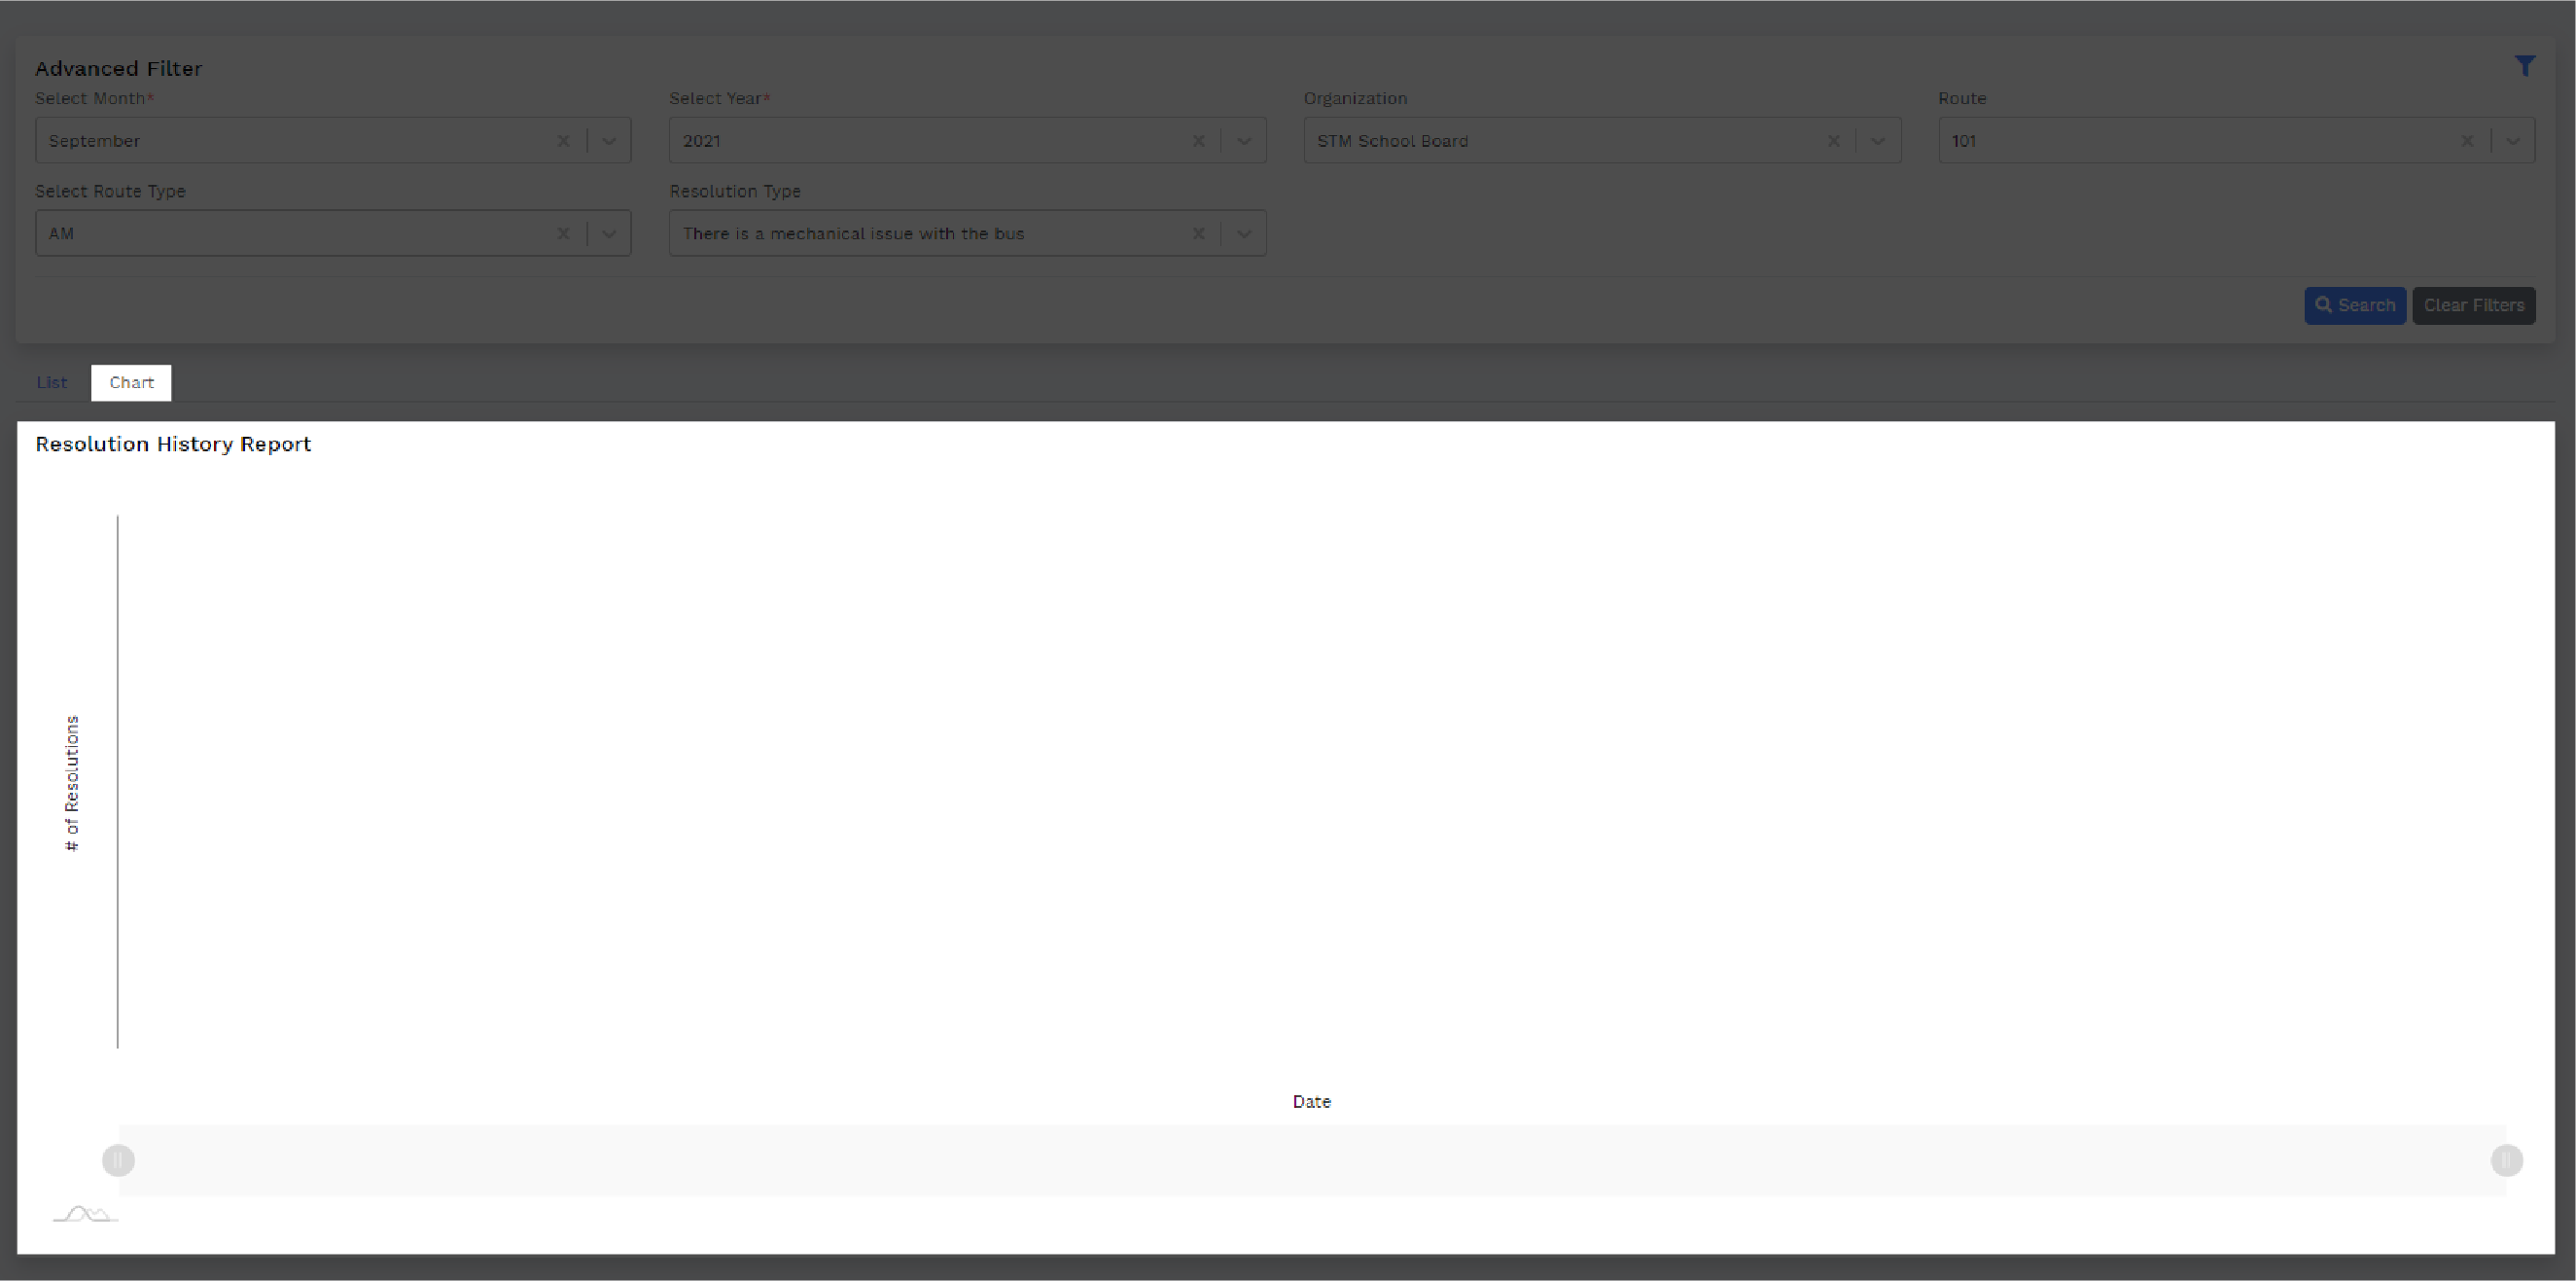 Advanced Filter
Select Month* Select Year* Organization Route
September 2021 STM School Board 101
Select Route Type Resolution Type
AM There is a mechanical issue with the bus
Search Clear Filters
List Chart
Resolution History Report
# of Resolutions
Date